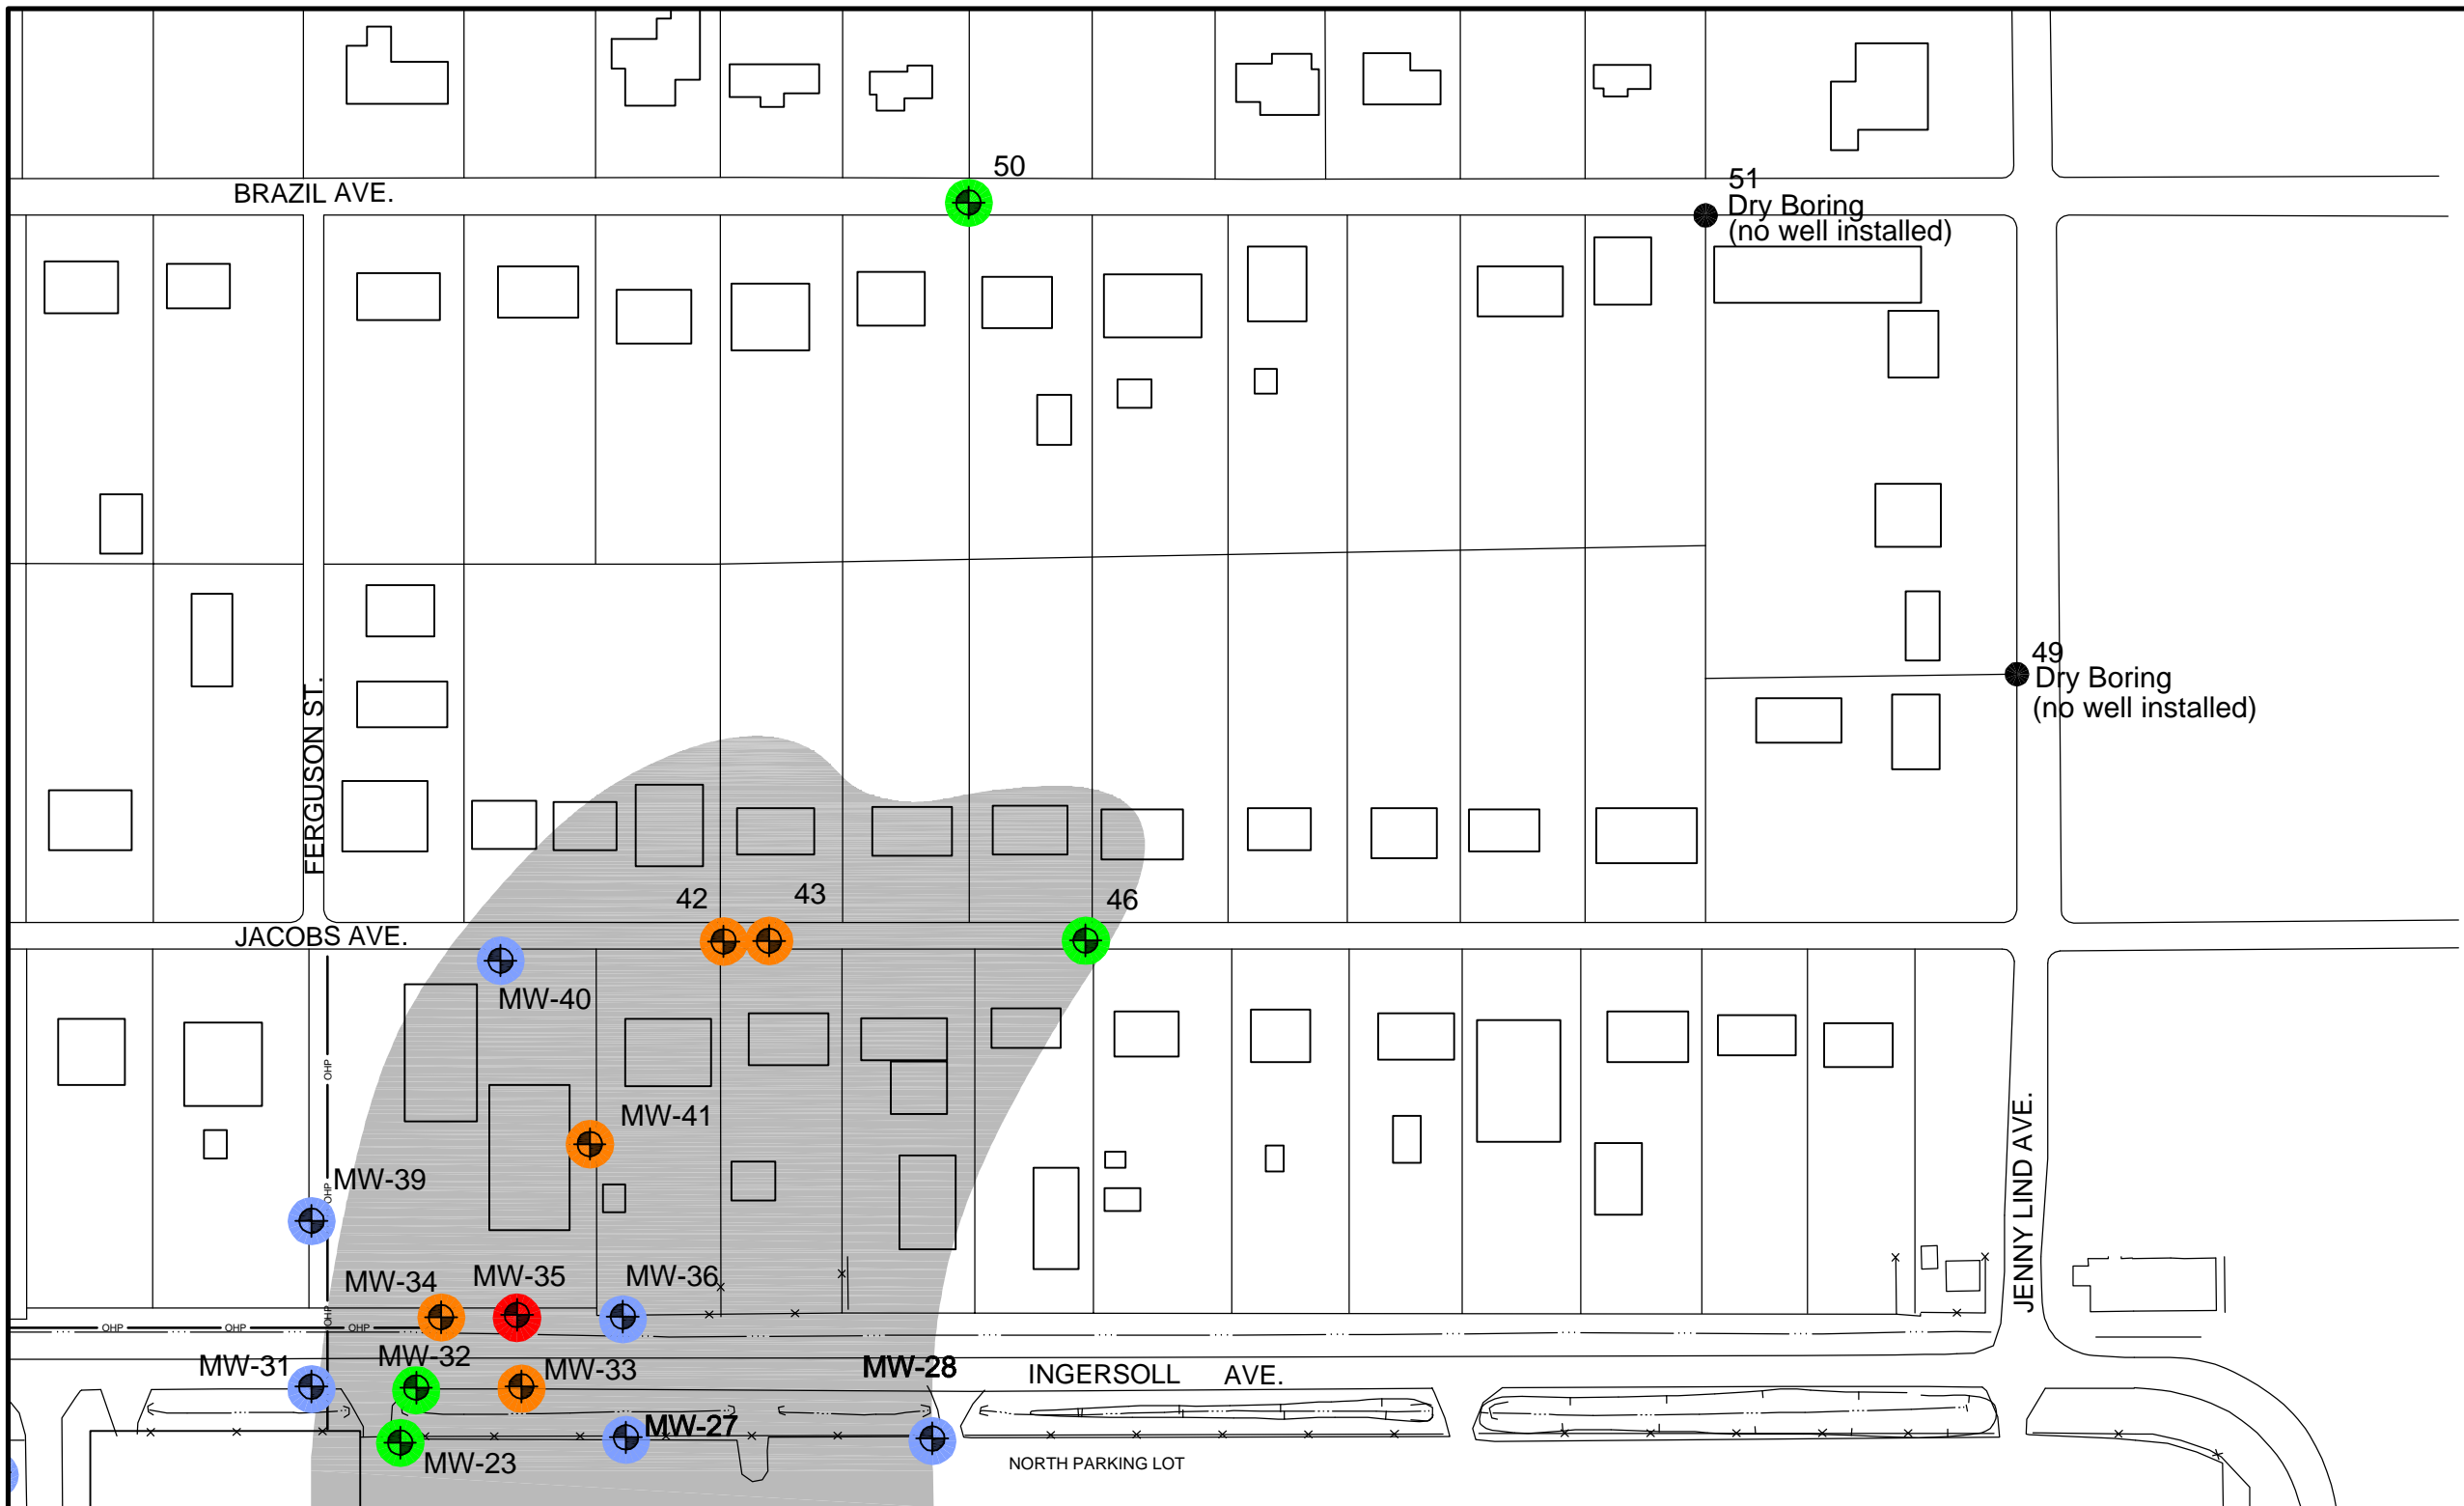 50
51
BRAZIL AVE.
Dry Boring
(no well installed)
49
Dry Boring
(no well installed)
FERGUSON ST.
42
43
46
JACOBS AVE.
MW-40
OHP
MW-41
MW-39
OHP
JENNY LIND AVE.
MW-34
MW-35
MW-36
OHP
OHP
OHP
OHP
MW-31
MW-32
MW-33
MW-28
INGERSOLL AVE.
MW-27
MW-23
NORTH PARKING LOT